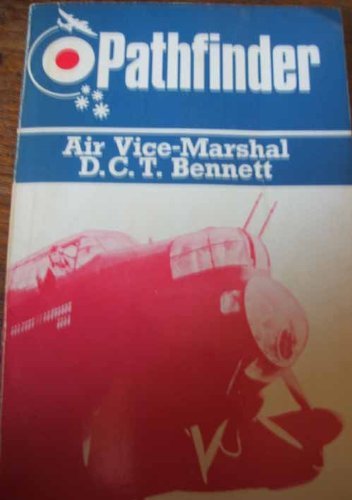 Pathfinder
Air Vice-Marshal
D.C.T. Bennett